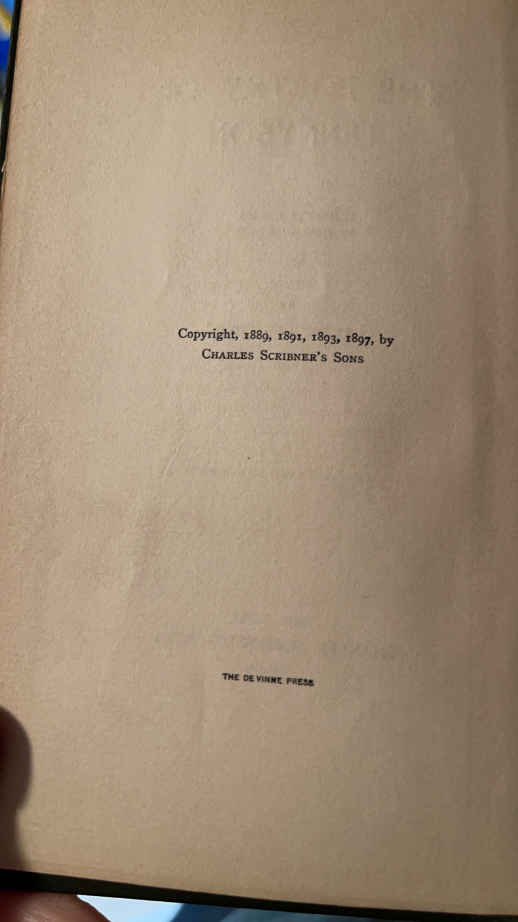 Copyright, 1889, 1891, 1893, 1897, by
CHARLES SCRIBNER'S SONS
THE DE VINNE PRESS